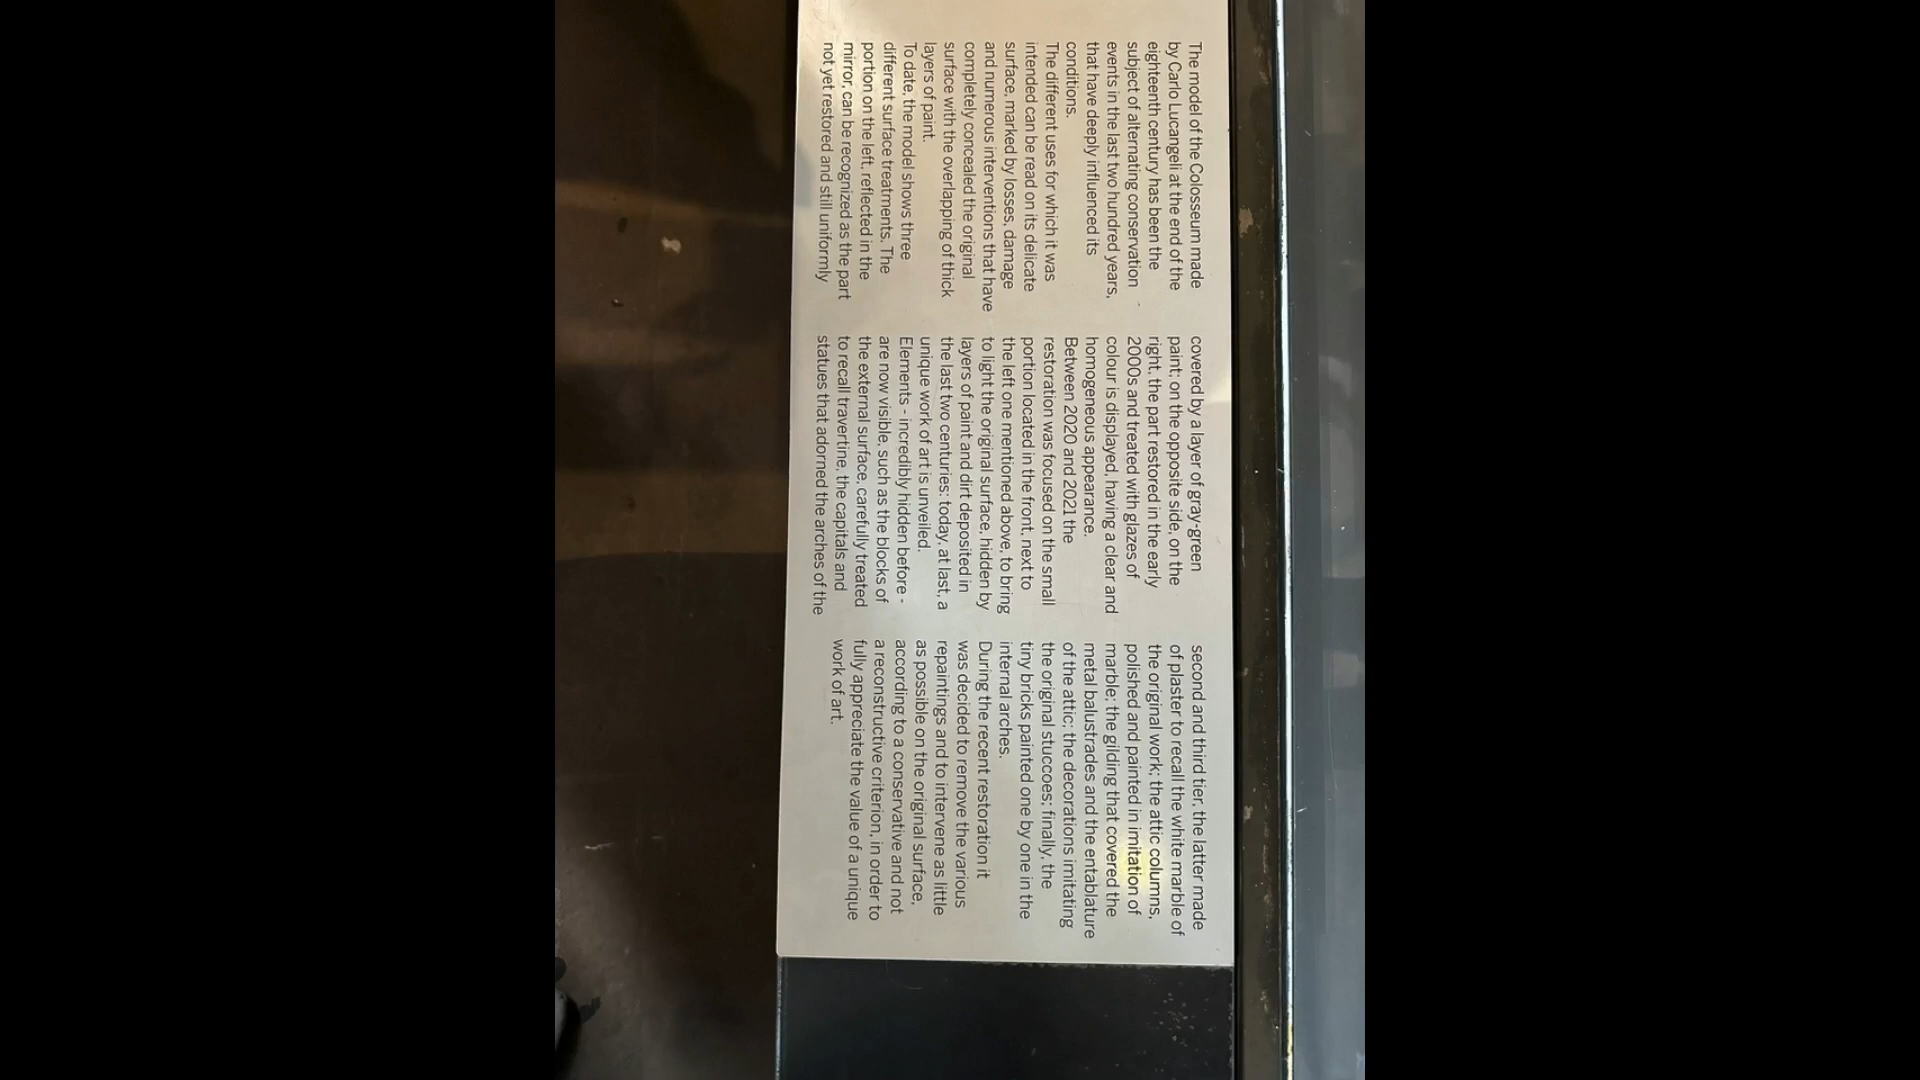 The model of the Colosseum made
by Carlo Lucangeli at the end of the
eighteenth century has been the
subject of alternating conservation
events in the last two hundred years,
that have deeply influenced its
conditions.
The different uses for which it was
intended can be read on its delicate
surface, marked by losses, damage
and numerous interventions that have
completely concealed the original
surface with the overlapping of thick
layers of paint.
To date, the model shows three
different surface treatments. The
portion on the left, reflected in the
mirror, can be recognized as the part
not yet restored and still uniformly
covered by a layer of gray-green
paint; on the opposite side, on the
right, the part restored in the early
2000s and treated with glazes of
colour is displayed, having a clear and
homogeneous appearance.
Between 2020 and 2021 the
restoration was focused on the small
portion located in the front, next to
the left one mentioned above, to bring
to light the original surface, hidden by
layers of paint and dirt deposited in
the last two centuries: today, at last, a
unique work of art is unveiled.
Elements - incredibly hidden before -
are now visible, such as the blocks of
the external surface, carefully treated
to recall travertine, the capitals and
statues that adorned the arches of the
second and third tier, the latter made
of plaster to recall the white marble of
the original work; the attic columns,
polished and painted in imitation of
marble; the gilding that covered the
metal balustrades and the entablature
of the attic; the decorations imitating
the original stuccoes; finally, the
tiny bricks painted one by one in the
internal arches.
During the recent restoration it
was decided to remove the various
repaintings and to intervene as little
as possible on the original surface,
according to a conservative and not
a reconstructive criterion, in order to
fully appreciate the value of a unique
work of art.